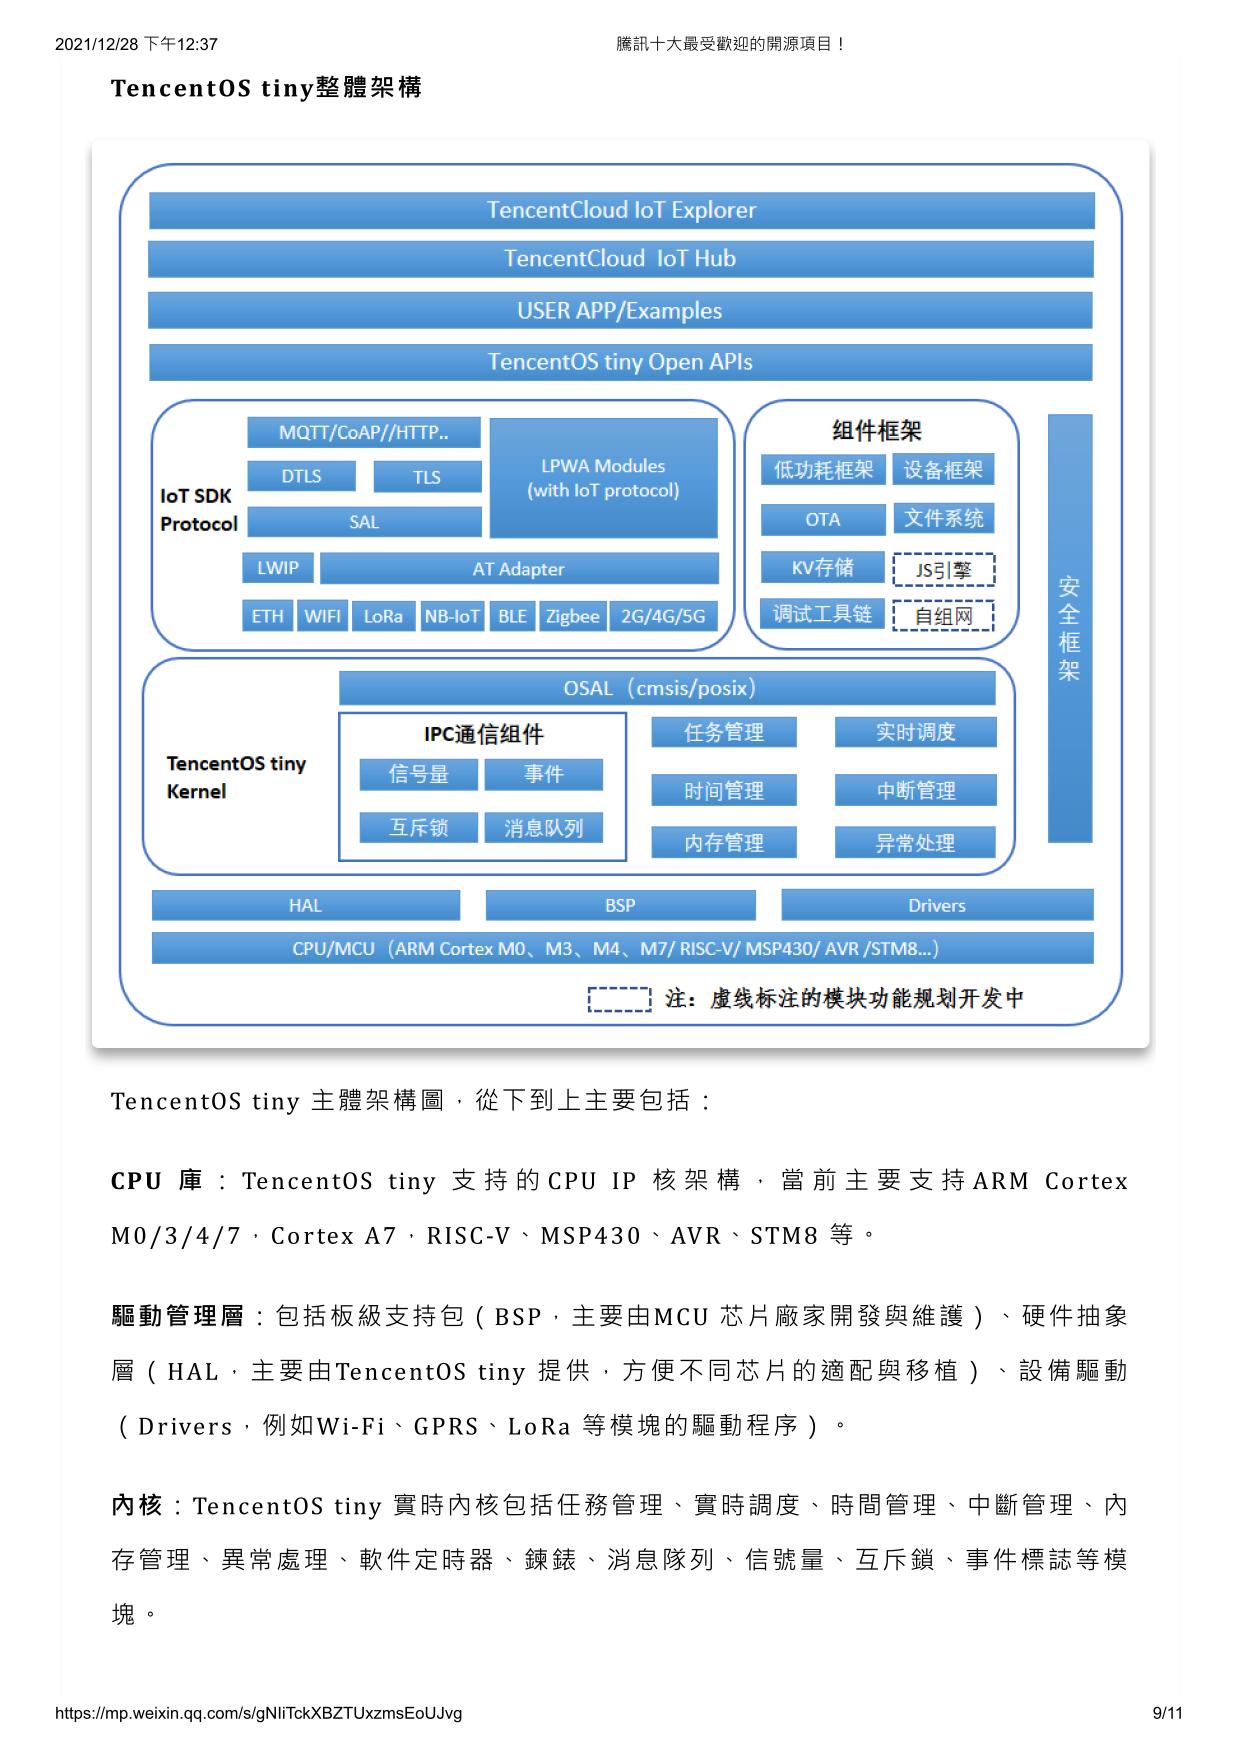 2021/12/28 下午12:37
騰訊十大最受歡迎的開源項目！
TencentOS tiny整體架構
TencentCloud IoT Explorer
TencentCloud IoT Hub
USER APP/Examples
TencentOS tiny Open APIs
IoT SDK
Protocol
MQTT/CoAP//HTTP..
DTLS
TLS
SAL
LPWA Modules
(with IoT protocol)
LWIP
AT Adapter
ETH
WIFI
LoRa
NB-IoT
BLE
Zigbee
2G/4G/5G
组件框架
低功耗框架
设备框架
OTA
文件系统
KV存储
JS引擎
调试工具链
自组网
安全框架
TencentOS tiny
Kernel
OSAL（cmsis/posix）
IPC通信组件
信号量
事件
互斥锁
消息队列
任务管理
实时调度
时间管理
中断管理
内存管理
异常处理
HAL
BSP
Drivers
CPU/MCU（ARM Cortex M0、M3、M4、M7/ RISC-V/ MSP430/ AVR /STM8...）
注：虚线标注的模块功能规划开发中
TencentOS tiny 主體架構圖，從下到上主要包括：
CPU 庫：TencentOS tiny 支持的CPU IP 核架構，當前主要支持ARM Cortex
M0/3/4/7，Cortex A7，RISC-V、MSP430、AVR、STM8 等。
驅動管理層：包括板級支持包（BSP，主要由MCU 芯片廠家開發與維護）、硬件抽象
層（HAL，主要由TencentOS tiny 提供，方便不同芯片的適配與移植）、設備驅動
（Drivers，例如Wi-Fi、GPRS、LoRa 等模塊的驅動程序）。
內核：TencentOS tiny 實時內核包括任務管理、實時調度、時間管理、中斷管理、內
存管理、異常處理、軟件定時器、鍊錶、消息隊列、信號量、互斥鎖、事件標誌等模
塊。
https://mp.weixin.qq.com/s/gNIiTckXBZTUxzmsEoUJvg
9/11